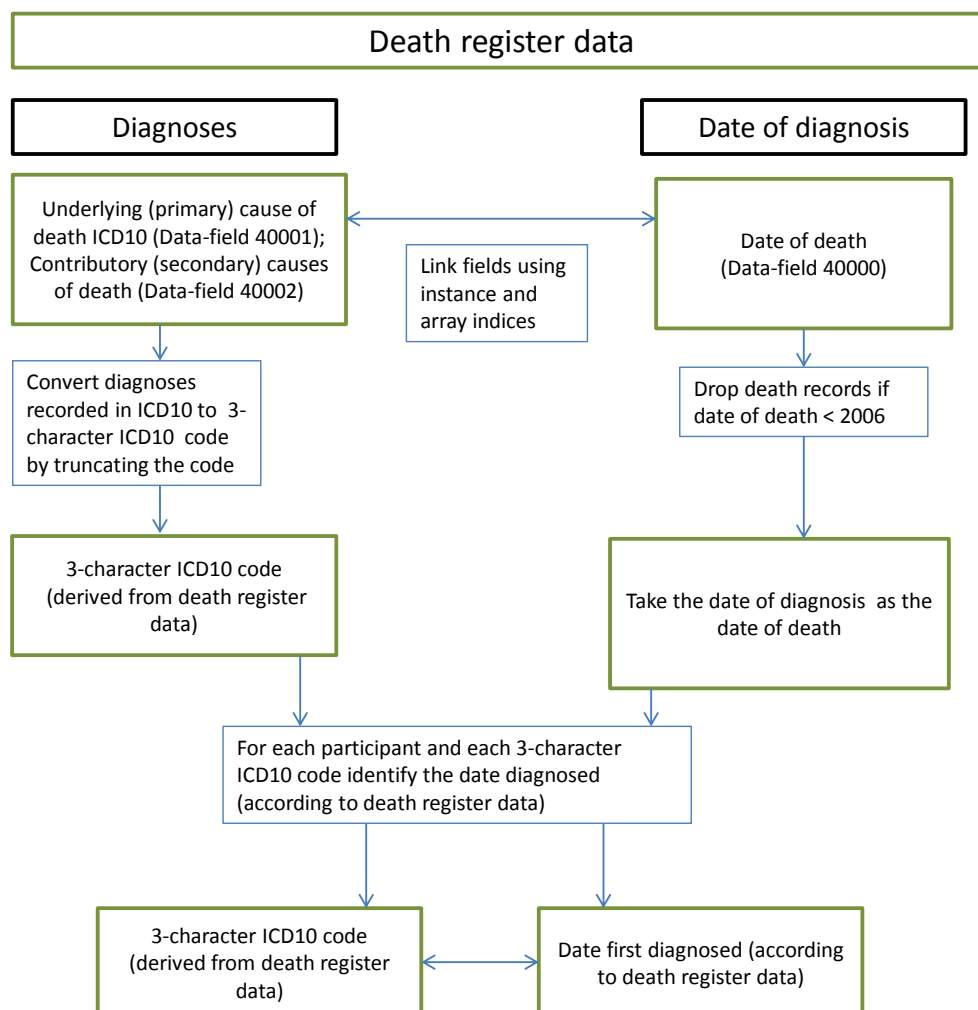 Death register data
Diagnoses
Date of diagnosis
Underlying (primary) cause of
death ICD10 (Data-field 40001);
Contributory (secondary) causes
of death (Data-field 40002)
Link fields using
instance and
array indices
Date of death
(Data-field 40000)
Convert diagnoses
recorded in ICD10 to 3-
character ICD10 code
by truncating the code
Drop death records if
date of death < 2006
3-character ICD10 code
(derived from death register
data)
Take the date of diagnosis as the
date of death
For each participant and each 3-character
ICD10 code identify the date diagnosed
(according to death register data)
3-character ICD10 code
(derived from death register
data)
Date first diagnosed (according
to death register data)